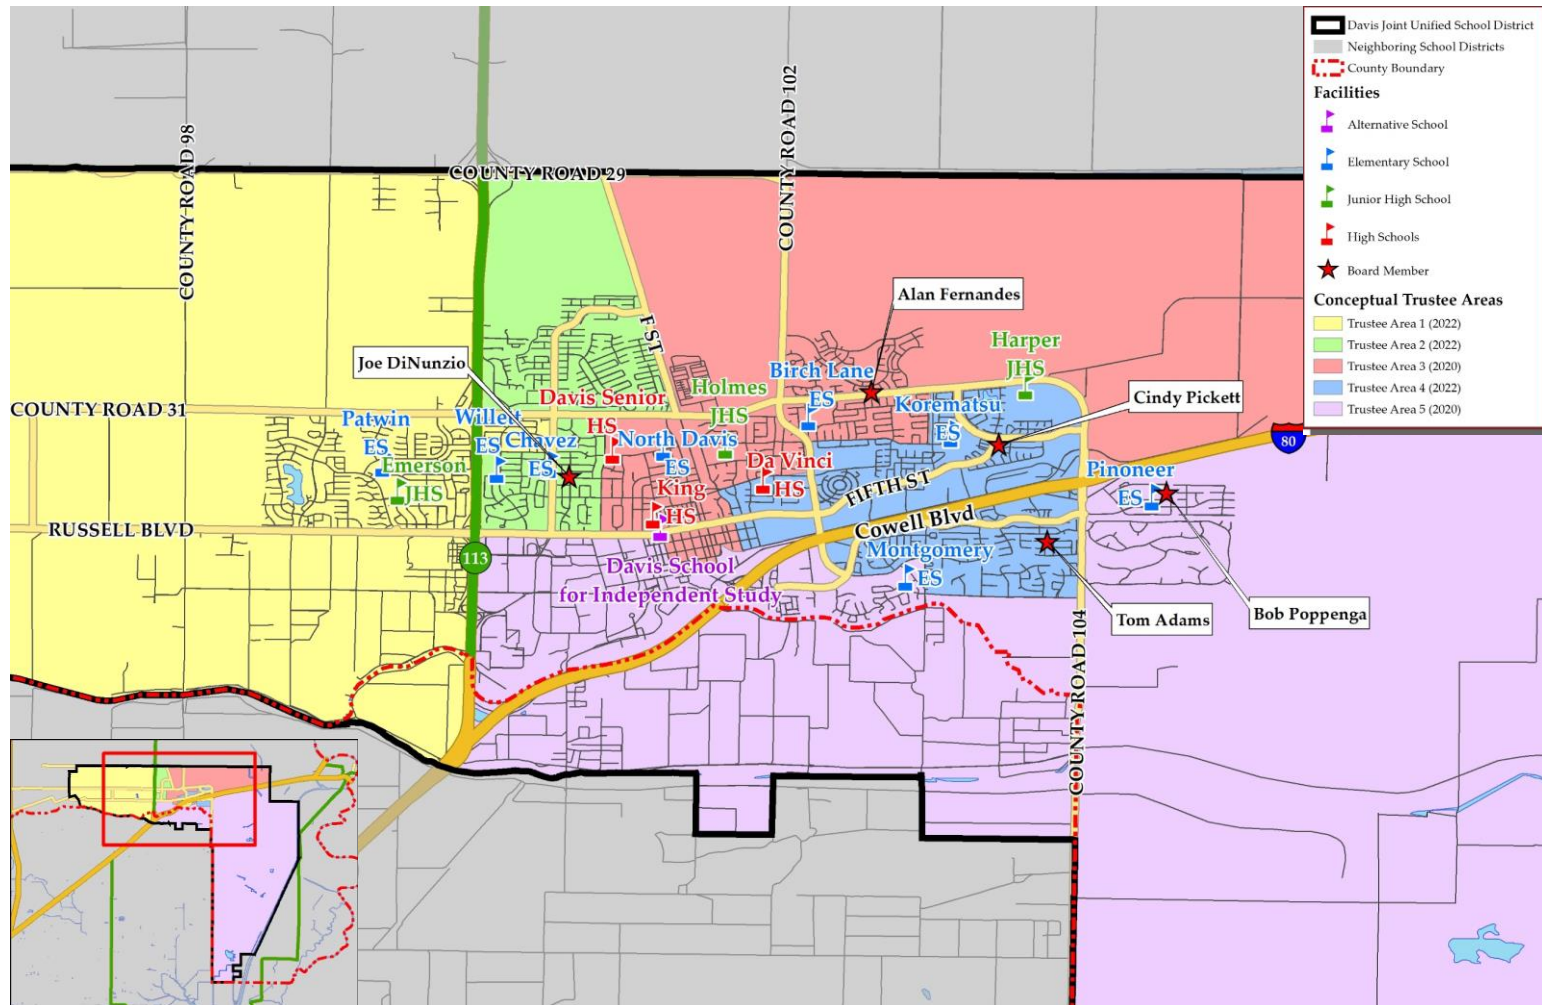 Davis Joint Unified School District
Neighboring School Districts
County Boundary
Facilities
Alternative School
Elementary School
Junior High School
High Schools
Board Member
Conceptual Trustee Areas
Trustee Area 1 (2022)
Trustee Area 2 (2022)
Trustee Area 3 (2020)
Trustee Area 4 (2022)
Trustee Area 5 (2020)
COUNTY ROAD 98
COUNTY ROAD 29
COUNTY ROAD 102
F ST
Alan Fernandes
Joe DiNunzio
Harper
JHS
Birch Lane
ES
Holmes
JHS
Cindy Pickett
COUNTY ROAD 31
Davis Senior
HS
Korematsu
ES
Patwin
ES
Willett
ES
Chavez
ES
North Davis
ES
Emerson
JHS
Da Vinci
HS
King
HS
FIFTH ST
80
Pinoneer
ES
RUSSELL BLVD
Cowell Blvd
113
Montgomery
ES
Davis School
for Independent Study
Tom Adams
Bob Poppenga
COUNTY ROAD 104